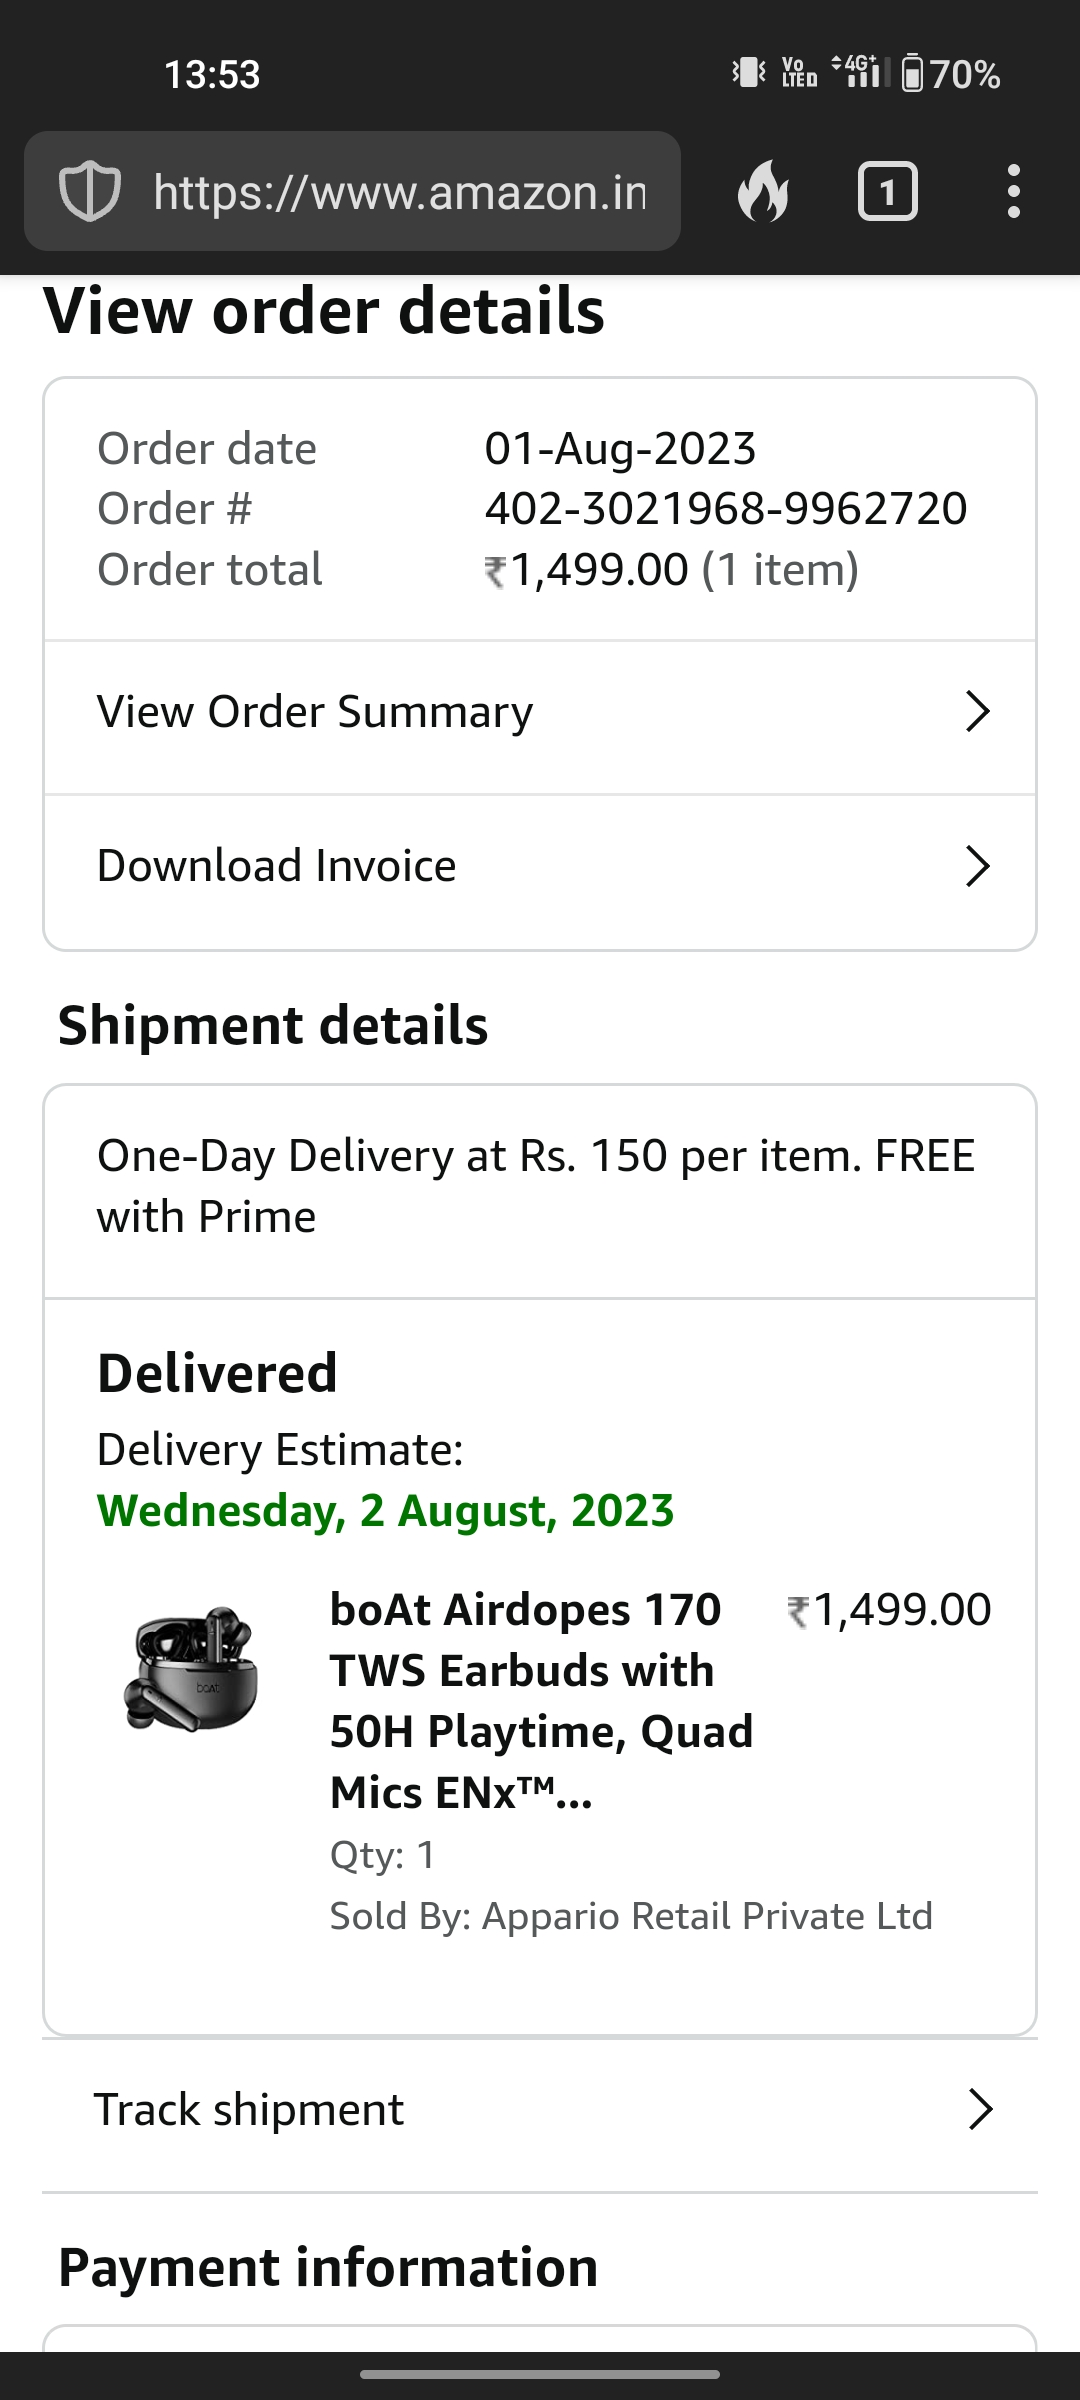 13:53
Vo LTED 4G+ 70%
https://www.amazon.in
1
View order details
Order date 01-Aug-2023
Order # 402-3021968-9962720
Order total ₹1,499.00 (1 item)
View Order Summary
Download Invoice
Shipment details
One-Day Delivery at Rs. 150 per item. FREE
with Prime
Delivered
Delivery Estimate:
Wednesday, 2 August, 2023
boAt
boAt Airdopes 170 ₹1,499.00
TWS Earbuds with
50H Playtime, Quad
Mics ENx™...
Qty: 1
Sold By: Appario Retail Private Ltd
Track shipment
Payment information